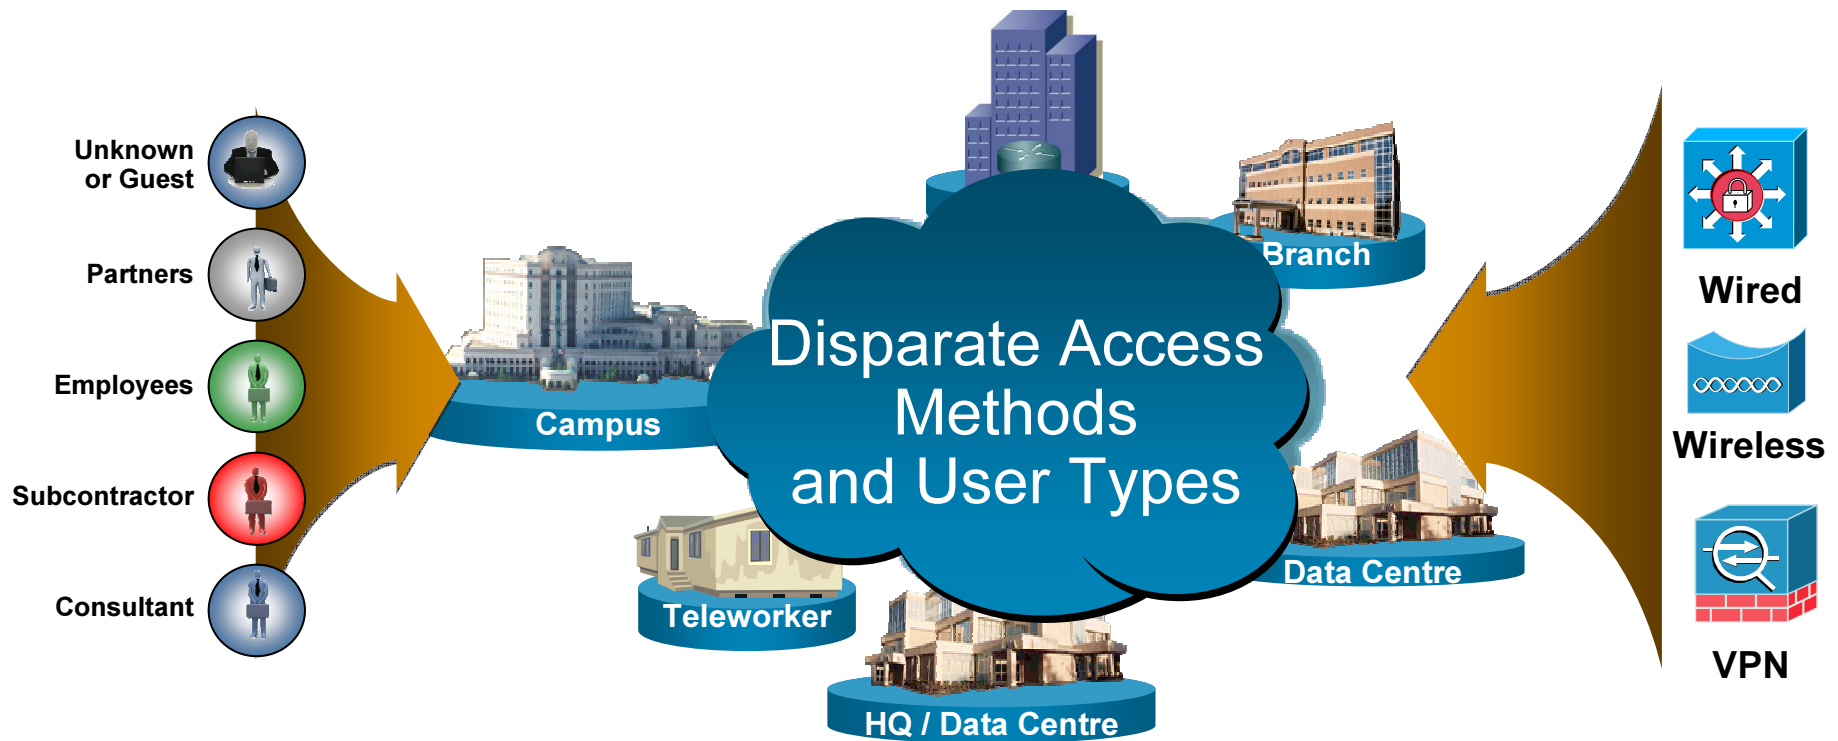 Unknown
or Guest
Partners
Employees
Subcontractor
Consultant
Campus
Branch
Disparate Access
Methods
and User Types
Teleworker
Data Centre
HQ / Data Centre
Wired
Wireless
VPN